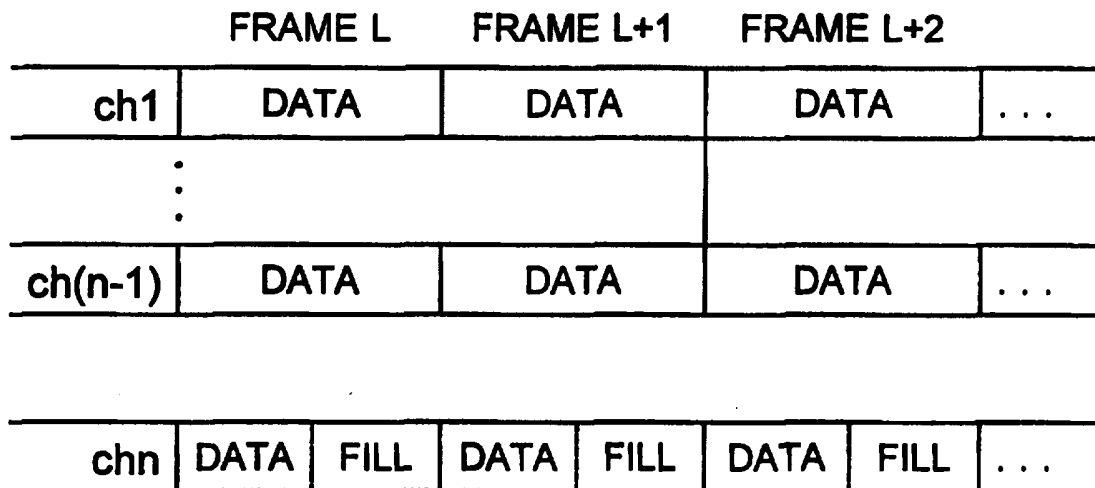 FRAME L FRAME L+1 FRAME L+2
ch1 DATA DATA DATA ...
ch(n-1) DATA DATA DATA ...
chn DATA FILL DATA FILL DATA FILL ...